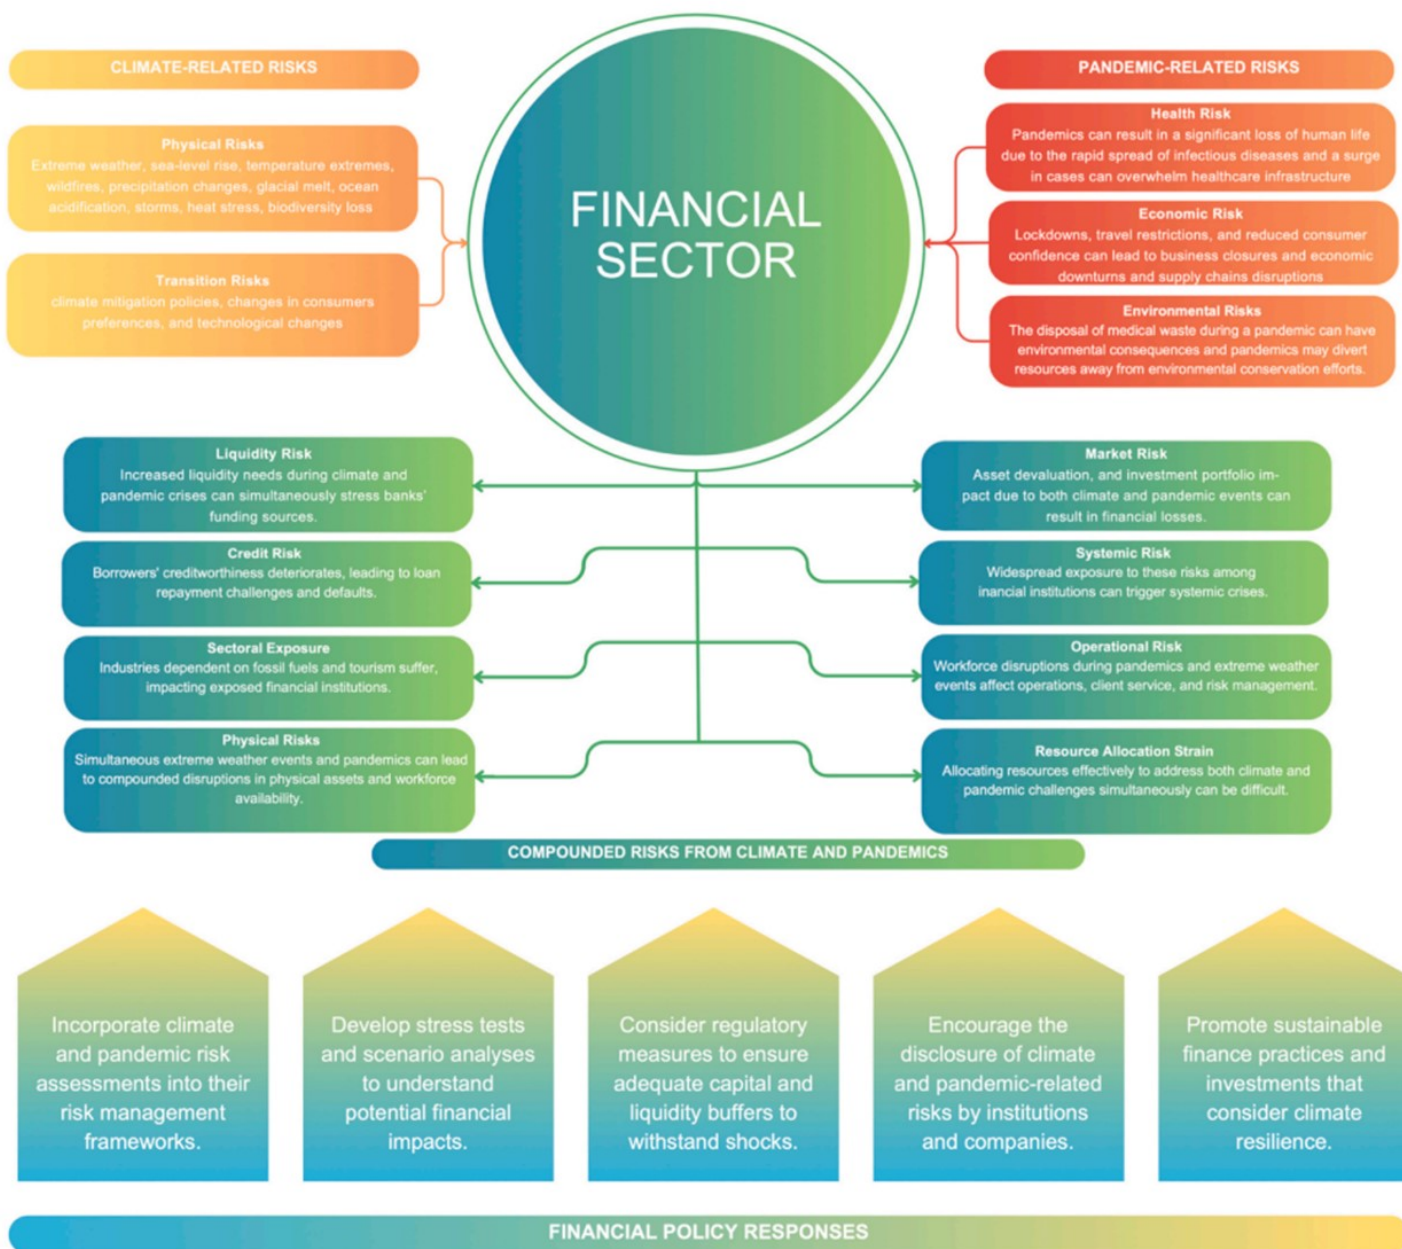 CLIMATE-RELATED RISKS
Physical Risks
Extreme weather, sea-level rise, temperature extremes,
wildfires, precipitation changes, glacial melt, ocean
acidification, storms, heat stress, biodiversity loss
Transition Risks
climate mitigation policies, changes in consumers
preferences, and technological changes
FINANCIAL
SECTOR
PANDEMIC-RELATED RISKS
Health Risk
Pandemics can result in a significant loss of human life
due to the rapid spread of infectious diseases and a surge
in cases can overwhelm healthcare infrastructure
Economic Risk
Lockdowns, travel restrictions, and reduced consumer
confidence can lead to business closures and economic
downturns and supply chains disruptions
Environmental Risks
The disposal of medical waste during a pandemic can have
environmental consequences and pandemics may divert
resources away from environmental conservation efforts.
Liquidity Risk
Increased liquidity needs during climate and
pandemic crises can simultaneously stress banks'
funding sources.
Credit Risk
Borrowers' creditworthiness deteriorates, leading to loan
repayment challenges and defaults.
Sectoral Exposure
Industries dependent on fossil fuels and tourism suffer,
impacting exposed financial institutions.
Physical Risks
Simultaneous extreme weather events and pandemics can lead
to compounded disruptions in physical assets and workforce
availability.
Market Risk
Asset devaluation, and investment portfolio im-
pact due to both climate and pandemic events can
result in financial losses.
Systemic Risk
Widespread exposure to these risks among
inancial institutions can trigger systemic crises.
Operational Risk
Workforce disruptions during pandemics and extreme weather
events affect operations, client service, and risk management.
Resource Allocation Strain
Allocating resources effectively to address both climate and
pandemic challenges simultaneously can be difficult.
COMPOUNDED RISKS FROM CLIMATE AND PANDEMICS
Incorporate climate
and pandemic risk
assessments into their
risk management
frameworks.
Develop stress tests
and scenario analyses
to understand
potential financial
impacts.
Consider regulatory
measures to ensure
adequate capital and
liquidity buffers to
withstand shocks.
Encourage the
disclosure of climate
and pandemic-related
risks by institutions
and companies.
Promote sustainable
finance practices and
investments that
consider climate
resilience.
FINANCIAL POLICY RESPONSES